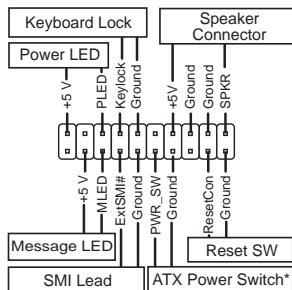 Keyboard Lock
Speaker
Connector
Power LED
+5 V
PLED
Keylock
Ground
+5V
Ground
Ground
SPKR
+5 V
MLED
ExtSMI#
Ground
PWR_SW
Ground
ResetCon
Ground
Message LED
Reset SW
SMI Lead
ATX Power Switch*